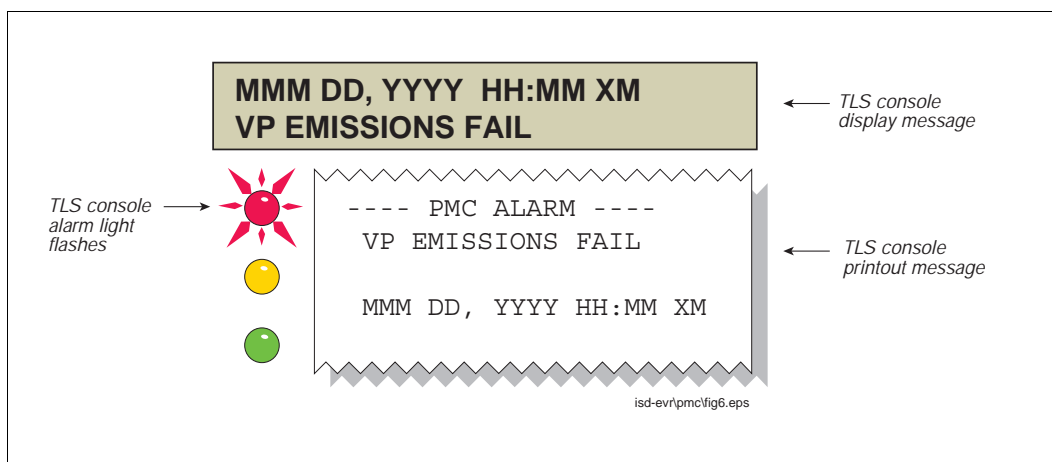 MMM DD, YYYY HH:MM XM
VP EMISSIONS FAIL
TLS console
display message
TLS console
alarm light
flashes
---- PMC ALARM ----
VP EMISSIONS FAIL
MMM DD, YYYY HH:MM XM
TLS console
printout message
isd-evr\pmc\fig6.eps